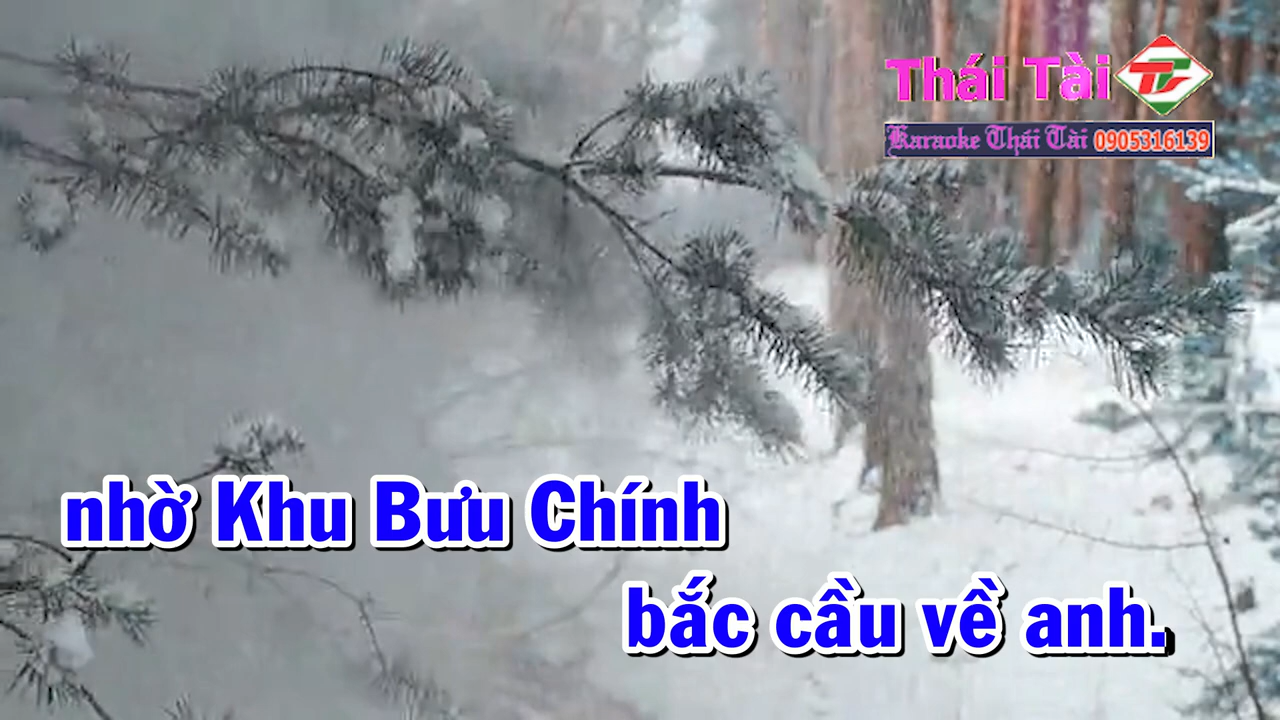 Thái Tài
Karaoke Thái Tài 0905316139
nhờ Khu Bưu Chính
bắc cầu về anh.